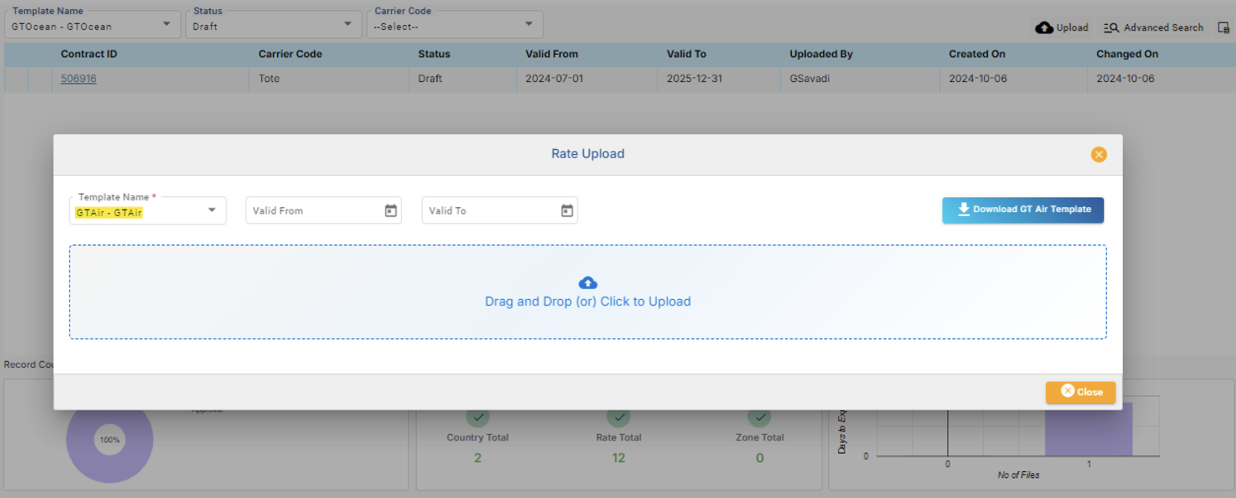 Template Name
GTOcean - GTOcean
Status
Draft
Carrier Code
--Select--
Upload
Advanced Search
Contract ID Carrier Code Status Valid From Valid To Uploaded By Created On Changed On
506916 Tote Draft 2024-07-01 2025-12-31 GSavadi 2024-10-06 2024-10-06
Rate Upload
Template Name *
GTAir - GTAir
Valid From
Valid To
Download GT Air Template
Drag and Drop (or) Click to Upload
Record Cou
Close
100%
Country Total
2
Rate Total
12
Zone Total
0
Days to Exp
0
0 1
No of Files